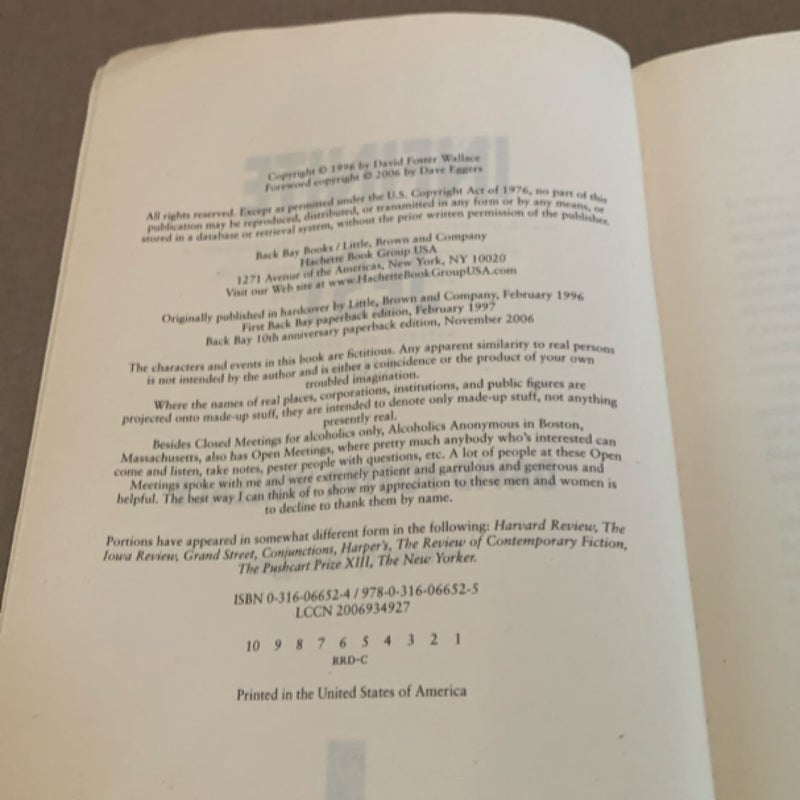 Copyright © 1996 by David Foster Wallace
Foreword copyright © 2006 by Dave Eggers
All rights reserved. Except as permitted under the U.S. Copyright Act of 1976, no part of this
publication may be reproduced, distributed, or transmitted in any form or by any means, or
stored in a database or retrieval system, without the prior written permission of the publisher.
Back Bay Books / Little, Brown and Company
Hachette Book Group USA
1271 Avenue of the Americas, New York, NY 10020
Visit our Web site at www.HachetteBookGroupUSA.com
Originally published in hardcover by Little, Brown and Company, February 1996
First Back Bay paperback edition, February 1997
Back Bay 10th anniversary paperback edition, November 2006
The characters and events in this book are fictitious. Any apparent similarity to real persons
is not intended by the author and is either a coincidence or the product of your own
troubled imagination.
Where the names of real places, corporations, institutions, and public figures are
projected onto made-up stuff, they are intended to denote only made-up stuff, not anything
presently real.
Besides Closed Meetings for alcoholics only, Alcoholics Anonymous in Boston,
Massachusetts, also has Open Meetings, where pretty much anybody who's interested can
come and listen, take notes, pester people with questions, etc. A lot of people at these Open
Meetings spoke with me and were extremely patient and garrulous and generous and
helpful. The best way I can think of to show my appreciation to these men and women is
to decline to thank them by name.
Portions have appeared in somewhat different form in the following: Harvard Review, The
Iowa Review, Grand Street, Conjunctions, Harper's, The Review of Contemporary Fiction,
The Pushcart Prize XIII, The New Yorker.
ISBN 0-316-06652-4 / 978-0-316-06652-5
LCCN 2006934927
10 9 8 7 6 5 4 3 2 1
RRD-C
Printed in the United States of America